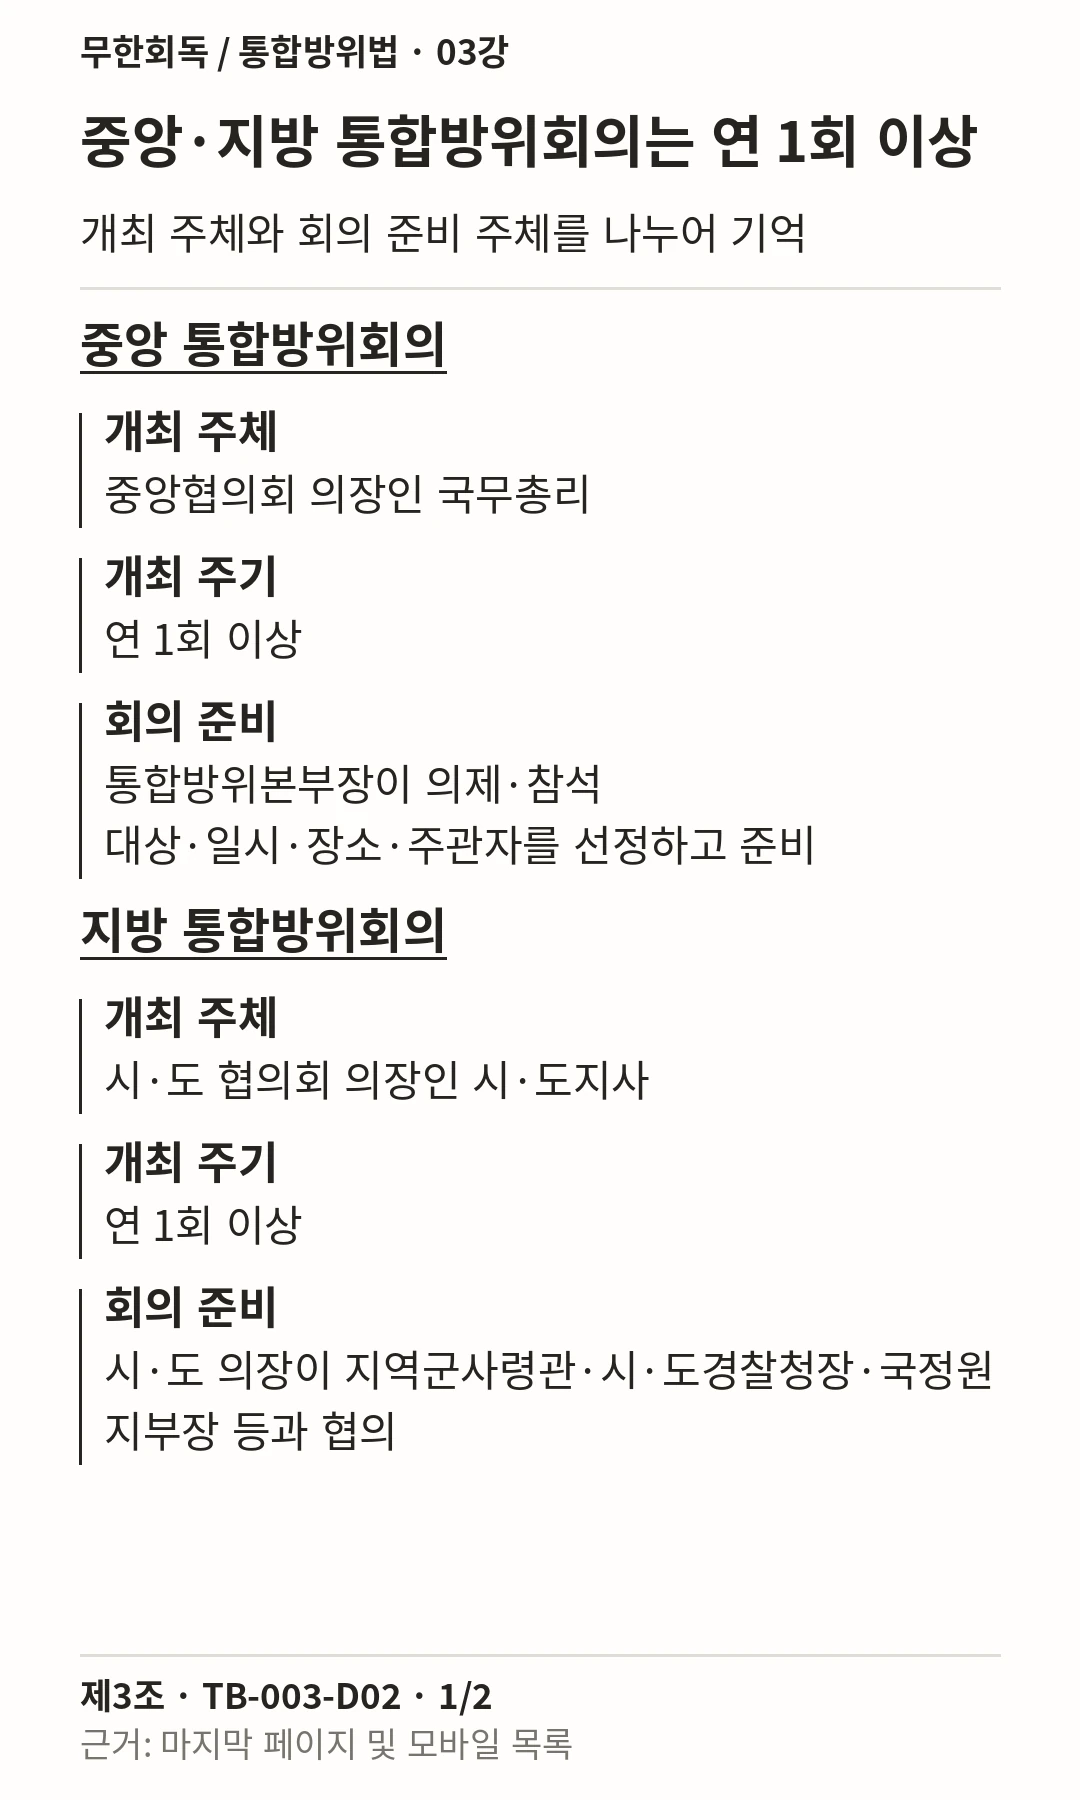 무한회독 / 통합방위법 · 03강
중앙·지방 통합방위회의는 연 1회 이상
개최 주체와 회의 준비 주체를 나누어 기억
중앙 통합방위회의
개최 주체
중앙협의회 의장인 국무총리
개최 주기
연 1회 이상
회의 준비
통합방위본부장이 의제·참석
대상·일시·장소·주관자를 선정하고 준비
지방 통합방위회의
개최 주체
시·도 협의회 의장인 시·도지사
개최 주기
연 1회 이상
회의 준비
시·도 의장이 지역군사령관·시·도경찰청장·국정원
지부장 등과 협의
제3조 · TB-003-D02 · 1/2
근거: 마지막 페이지 및 모바일 목록